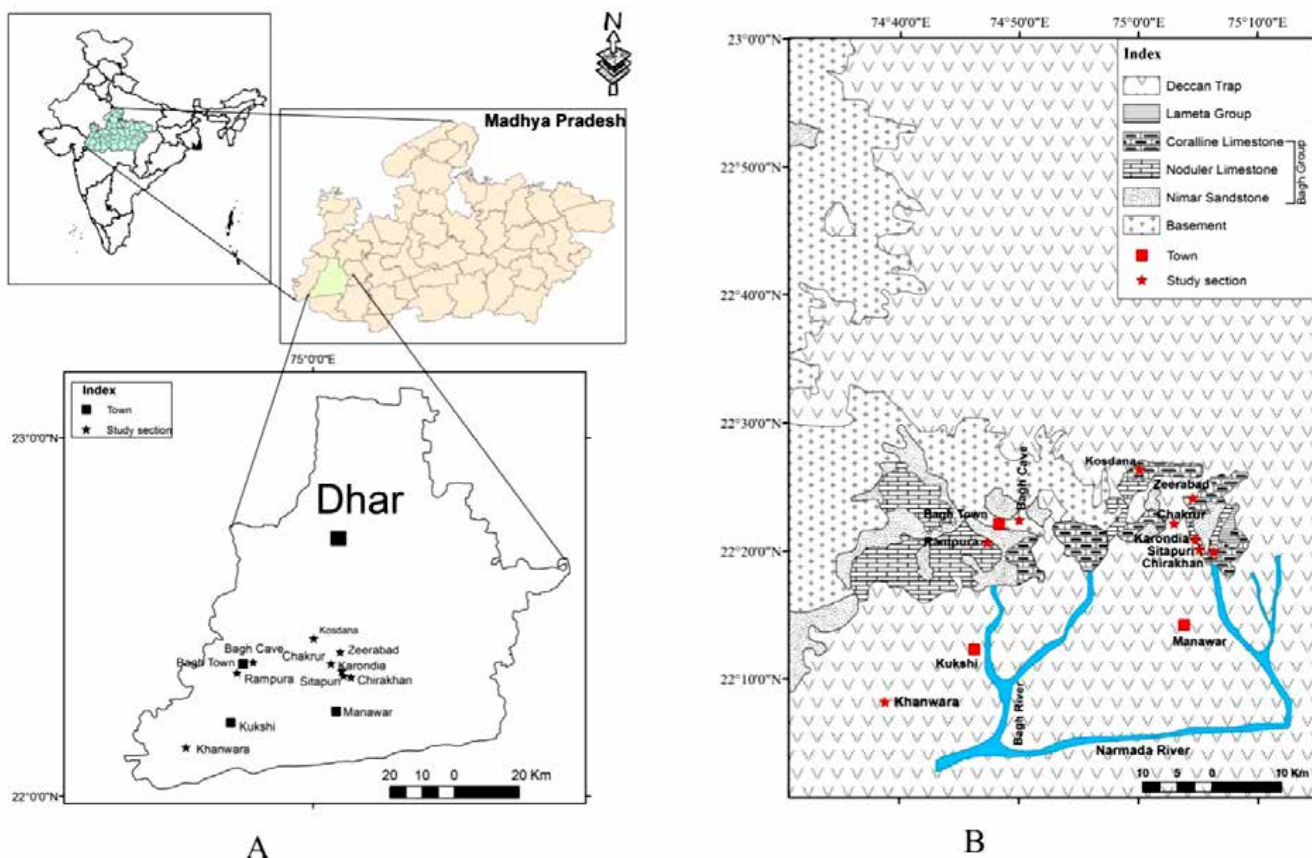 N
Madhya Pradesh
75°0'0"E
Index
Town
Study section
23°0'0"N
Dhar
Kosdana
Bagh Cave
Zeerabad
Chakrur
Bagh Town
Karondia
Rampura
Sitapuri
Chirakhan
Manawar
Kukshi
Khanwara
20 10 0 20 Km
22°0'0"N
A
74°40'0"E 74°50'0"E 75°0'0"E 75°10'0"E
23°0'0"N
Index
Deccan Trap
Lameta Group
Coralline Limestone
Noduler Limestone
Nimar Sandstone
Bagh Group
Basement
Town
Study section
22°50'0"N
22°40'0"N
22°30'0"N
Kosdana
Bagh Cave
Zeerabad
Bagh Town
Chakrur
Rampura
Karondia
Sitapuri
22°20'0"N
Chirakhan
Manawar
Kukshi
22°10'0"N
Khanwara
Bagh River
Narmada River
10 5 0 10 Km
22°0'0"N
B